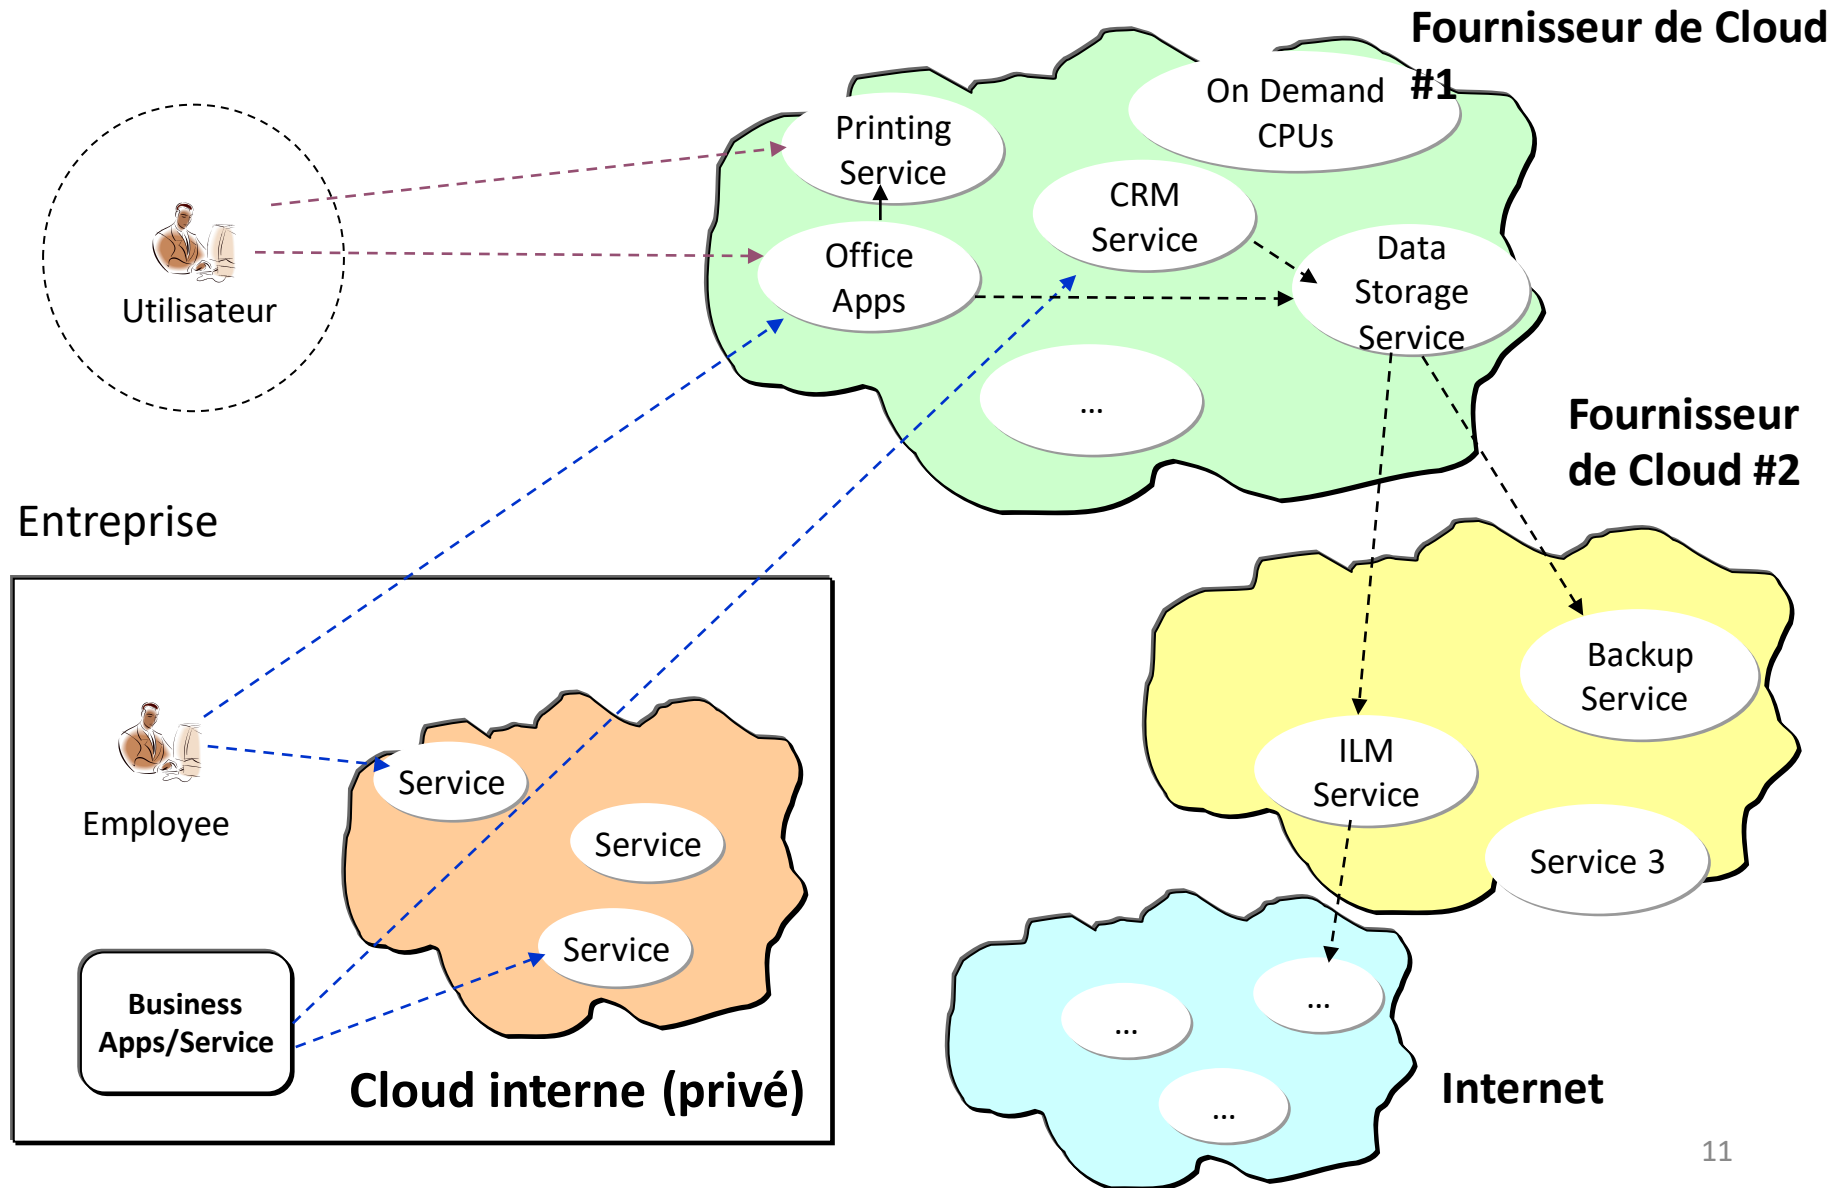 Fournisseur de Cloud
#1
On Demand
CPUs
Printing
Service
CRM
Service
Office
Apps
Data
Storage
Service
...
Utilisateur
Fournisseur
de Cloud #2
Entreprise
Backup
Service
ILM
Service
Service 3
Employee
Service
Service
Service
Business
Apps/Service
Cloud interne (privé)
...
...
...
Internet
11